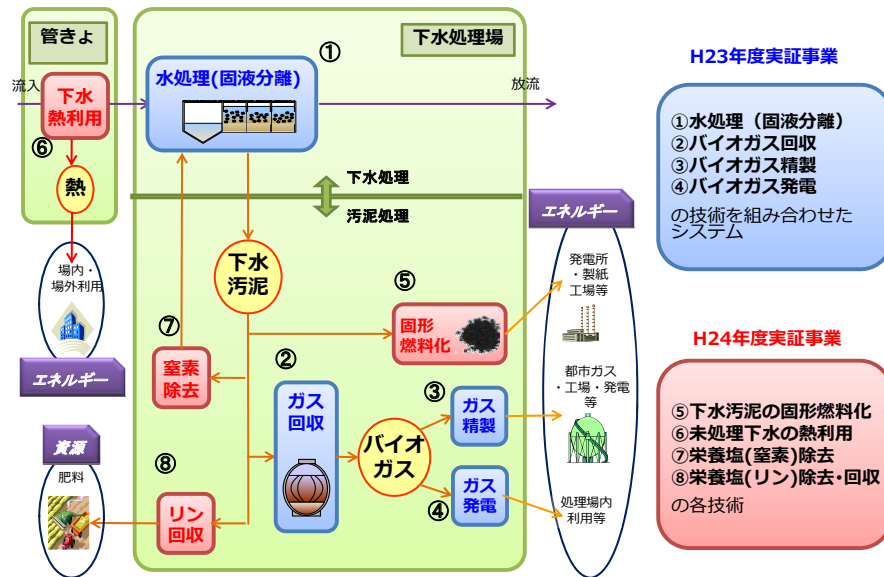 管きょ
下水処理場
流入
下水
熱利用
⑥
熱
場内・
場外利用
エネルギー
①
水処理(固液分離)
放流
下水処理
汚泥処理
下水
汚泥
⑤
固形
燃料化
⑦
窒素
除去
②
ガス
回収
バイオ
ガス
③
ガス
精製
④
ガス
発電
⑧
リン
回収
資源
肥料
エネルギー
発電所
・製紙
工場等
都市ガス
・工場・発電
等
処理場内
利用等
H23年度実証事業
①水処理（固液分離）
②バイオガス回収
③バイオガス精製
④バイオガス発電
の技術を組み合わせた
システム
H24年度実証事業
⑤下水汚泥の固形燃料化
⑥未処理下水の熱利用
⑦栄養塩(窒素)除去
⑧栄養塩(リン)除去・回収
の各技術